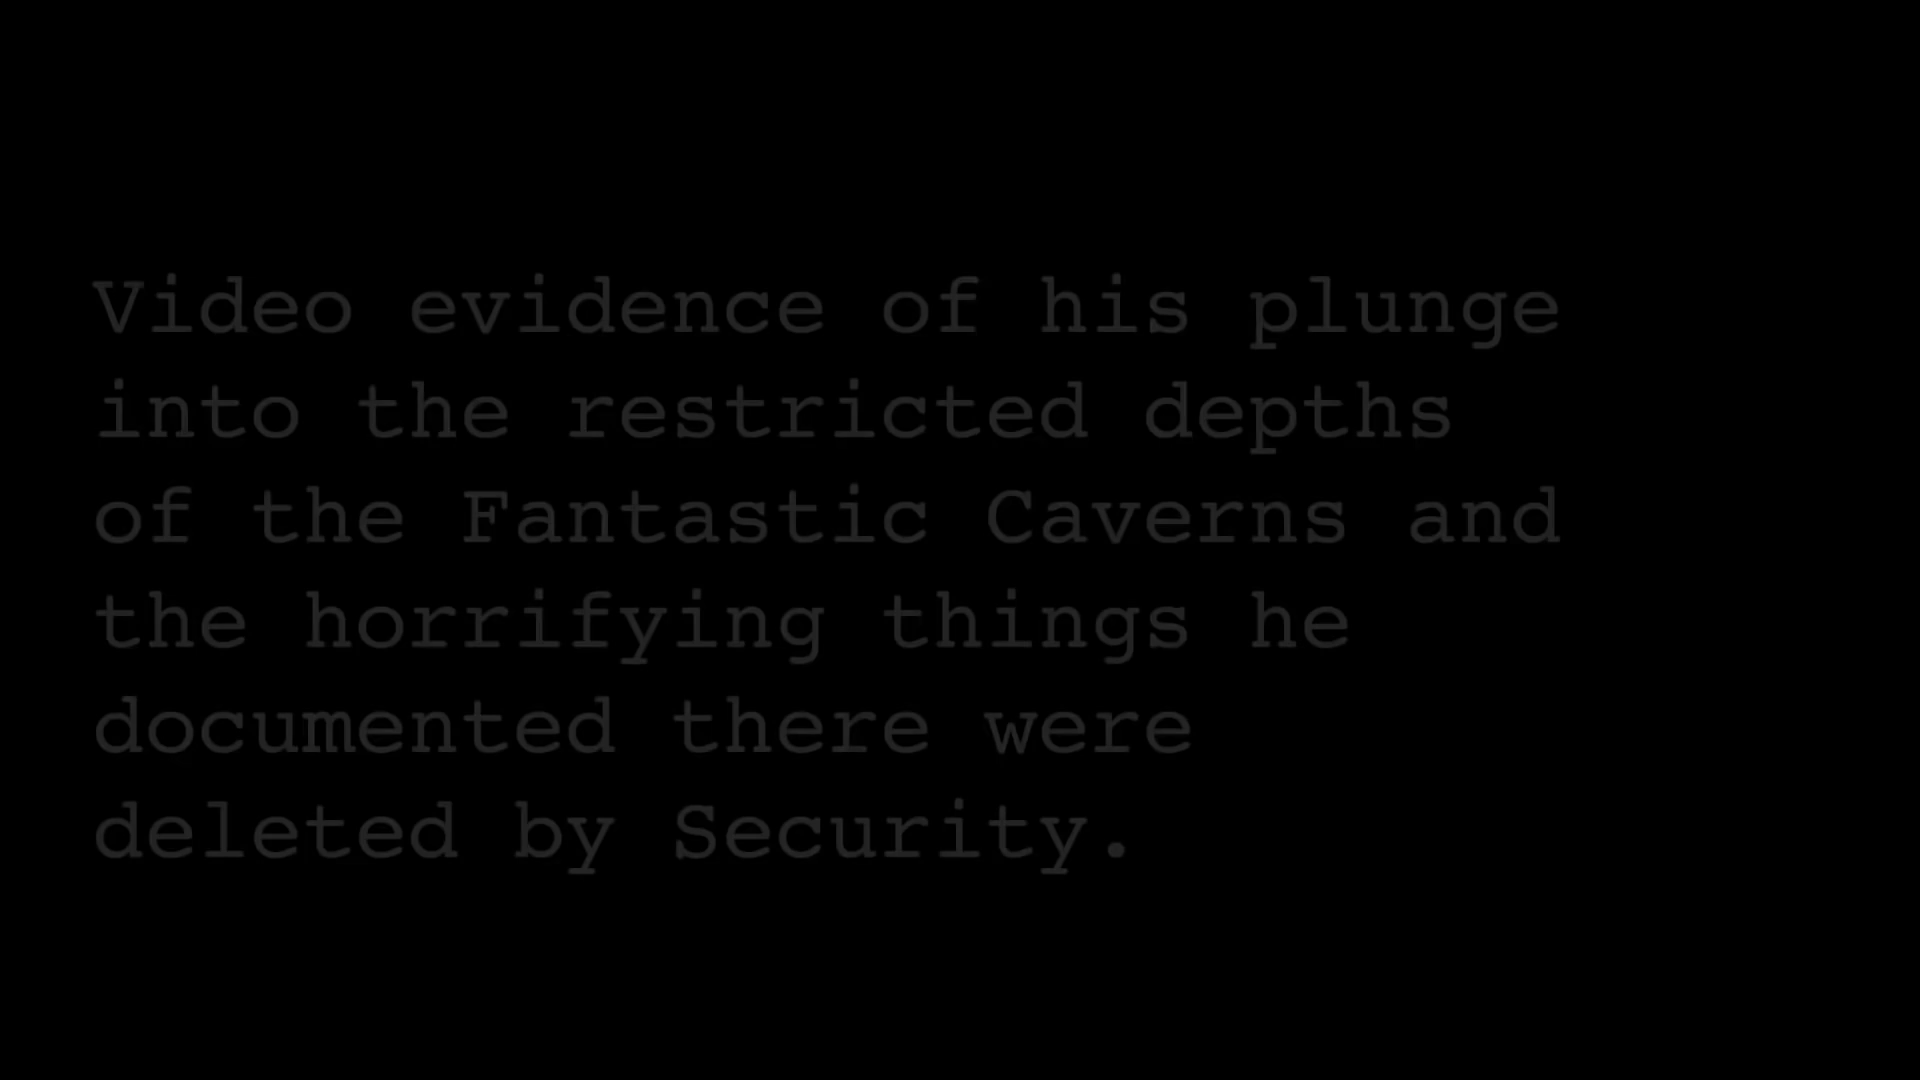 Video evidence of his plunge
into the restricted depths
of the Fantastic Caverns and
the horrifying things he
documented there were
deleted by Security.